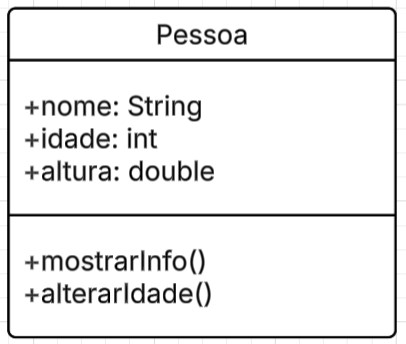 Pessoa
+nome: String
+idade: int
+altura: double
+mostrarInfo()
+alterarIdade()